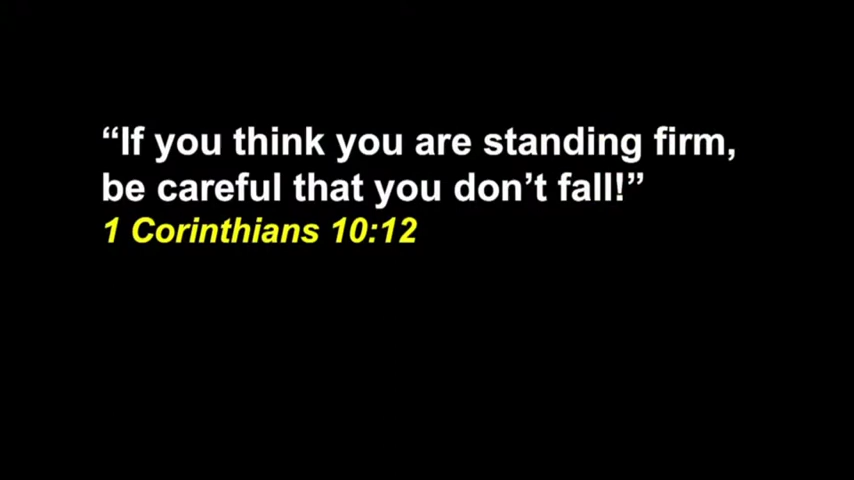 “If you think you are standing firm,
be careful that you don’t fall!”
1 Corinthians 10:12